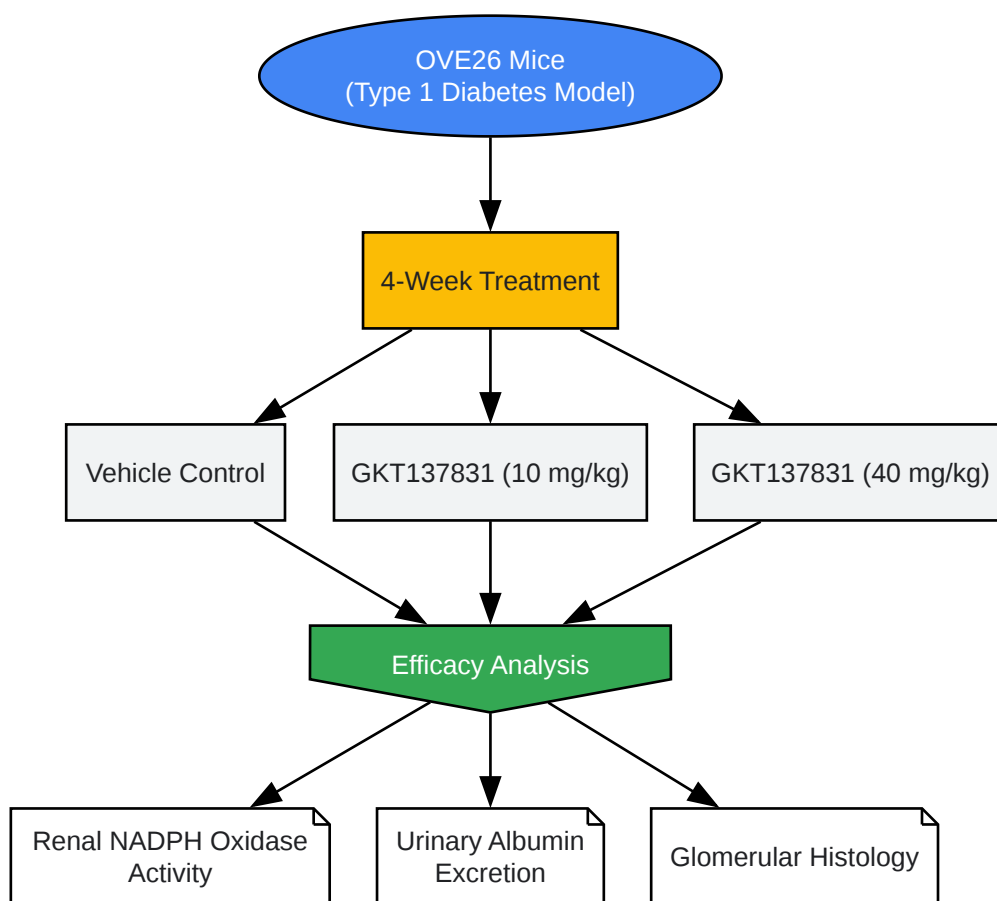 OVE26 Mice
(Type 1 Diabetes Model)
4-Week Treatment
Vehicle Control
GKT137831 (10 mg/kg)
GKT137831 (40 mg/kg)
Efficacy Analysis
Renal NADPH Oxidase
Activity
Urinary Albumin
Excretion
Glomerular Histology